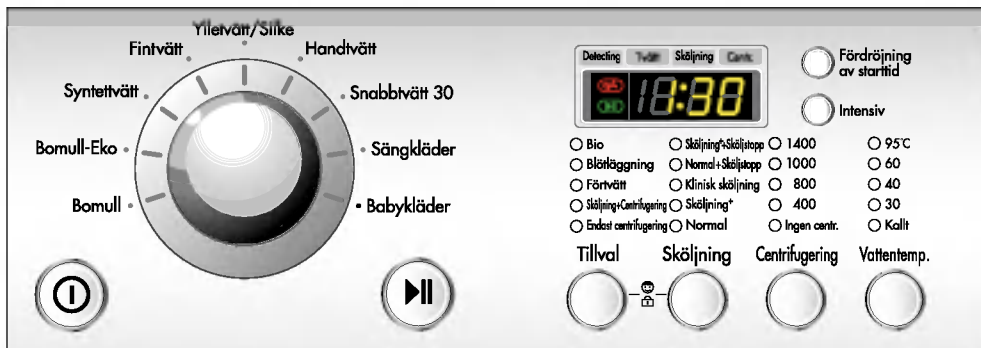 Ylletvätt/Silke
Fintvätt
Handtvätt
Syntettvätt
Snabbtvätt 30
Bomull-Eko
Sängkläder
Bomull
Babykläder
Detecting Tvätt Sköljning Centr.
1:30
Fördröjning
av starttid
Intensiv
Bio
Blötläggning
Förtvätt
Sköljning+Centrifugering
Endast centrifugering
Tillval
Sköljning⁺+Sköljstopp
Normal+Sköljstopp
Klinisk sköljning
Sköljning⁺
Normal
Sköljning
1400
1000
800
400
Ingen centr.
Centrifugering
95°C
60
40
30
Kallt
Vattentemp.